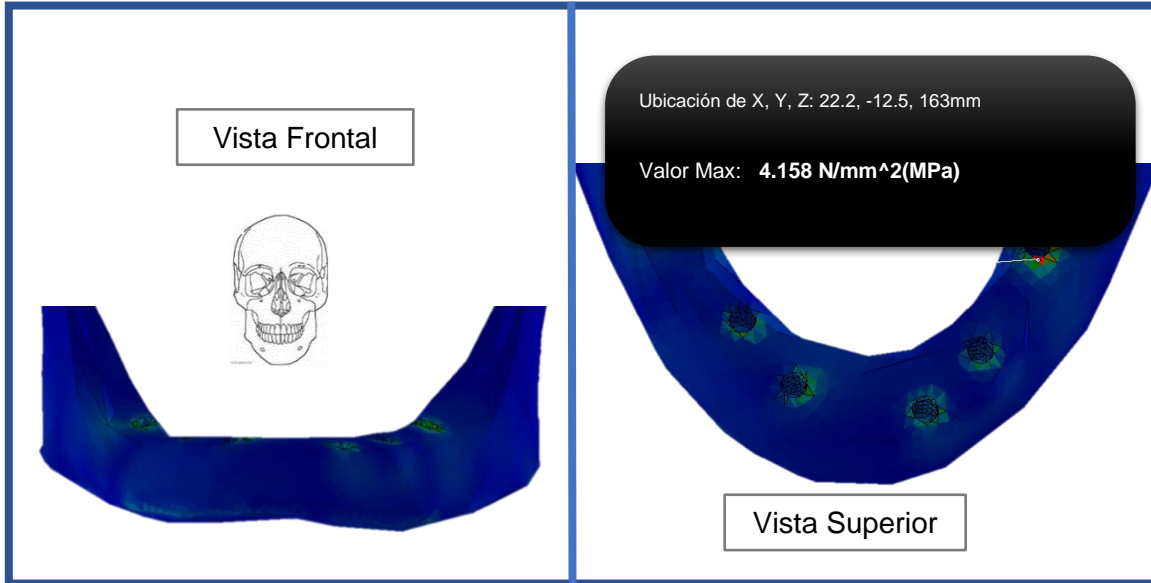 Vista Frontal
Ubicación de X, Y, Z: 22.2, -12.5, 163mm
Valor Max: 4.158 N/mm^2(MPa)
Vista Superior